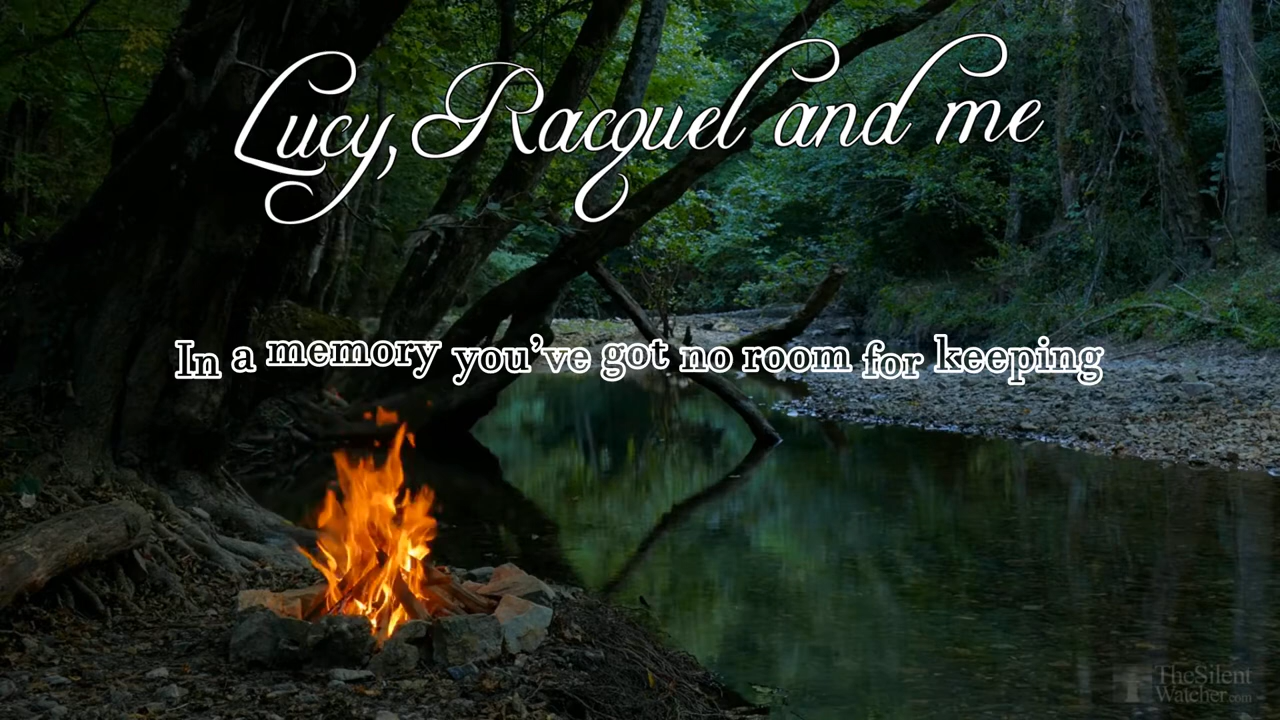 Lucy, Racquel and me
In a memory you've got no room for keeping
TheSilent
Watcher.com